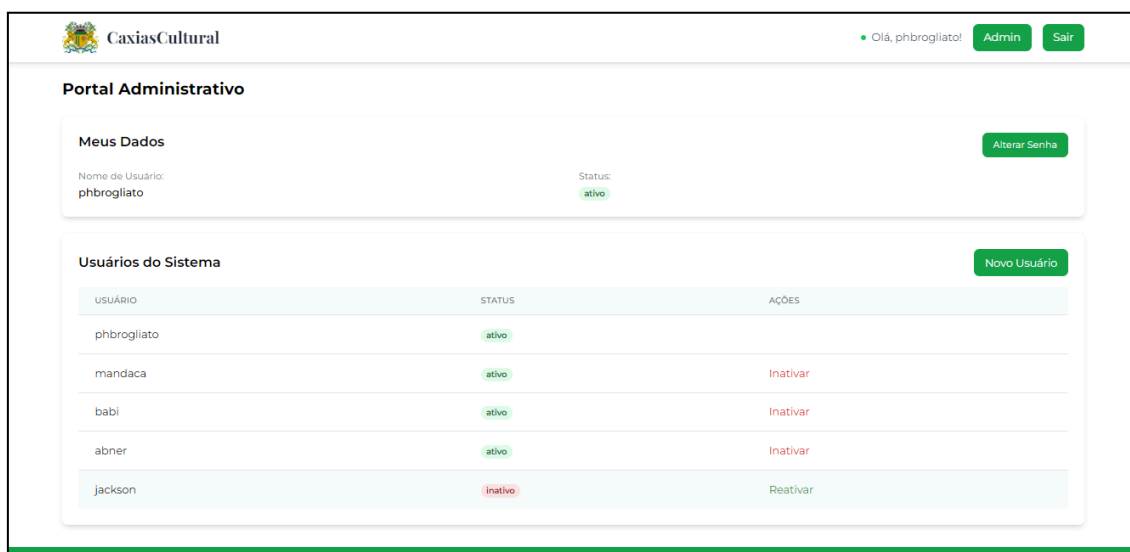 CaxiasCultural
Olá, phbrogliato! Admin Sair
Portal Administrativo
Meus Dados
Alterar Senha
Nome de Usuário: Status:
phbrogliato ativo
Usuários do Sistema
Novo Usuário
USUÁRIO STATUS AÇÕES
phbrogliato ativo
mandaca ativo Inativar
babi ativo Inativar
abner ativo Inativar
jackson inativo Reativar